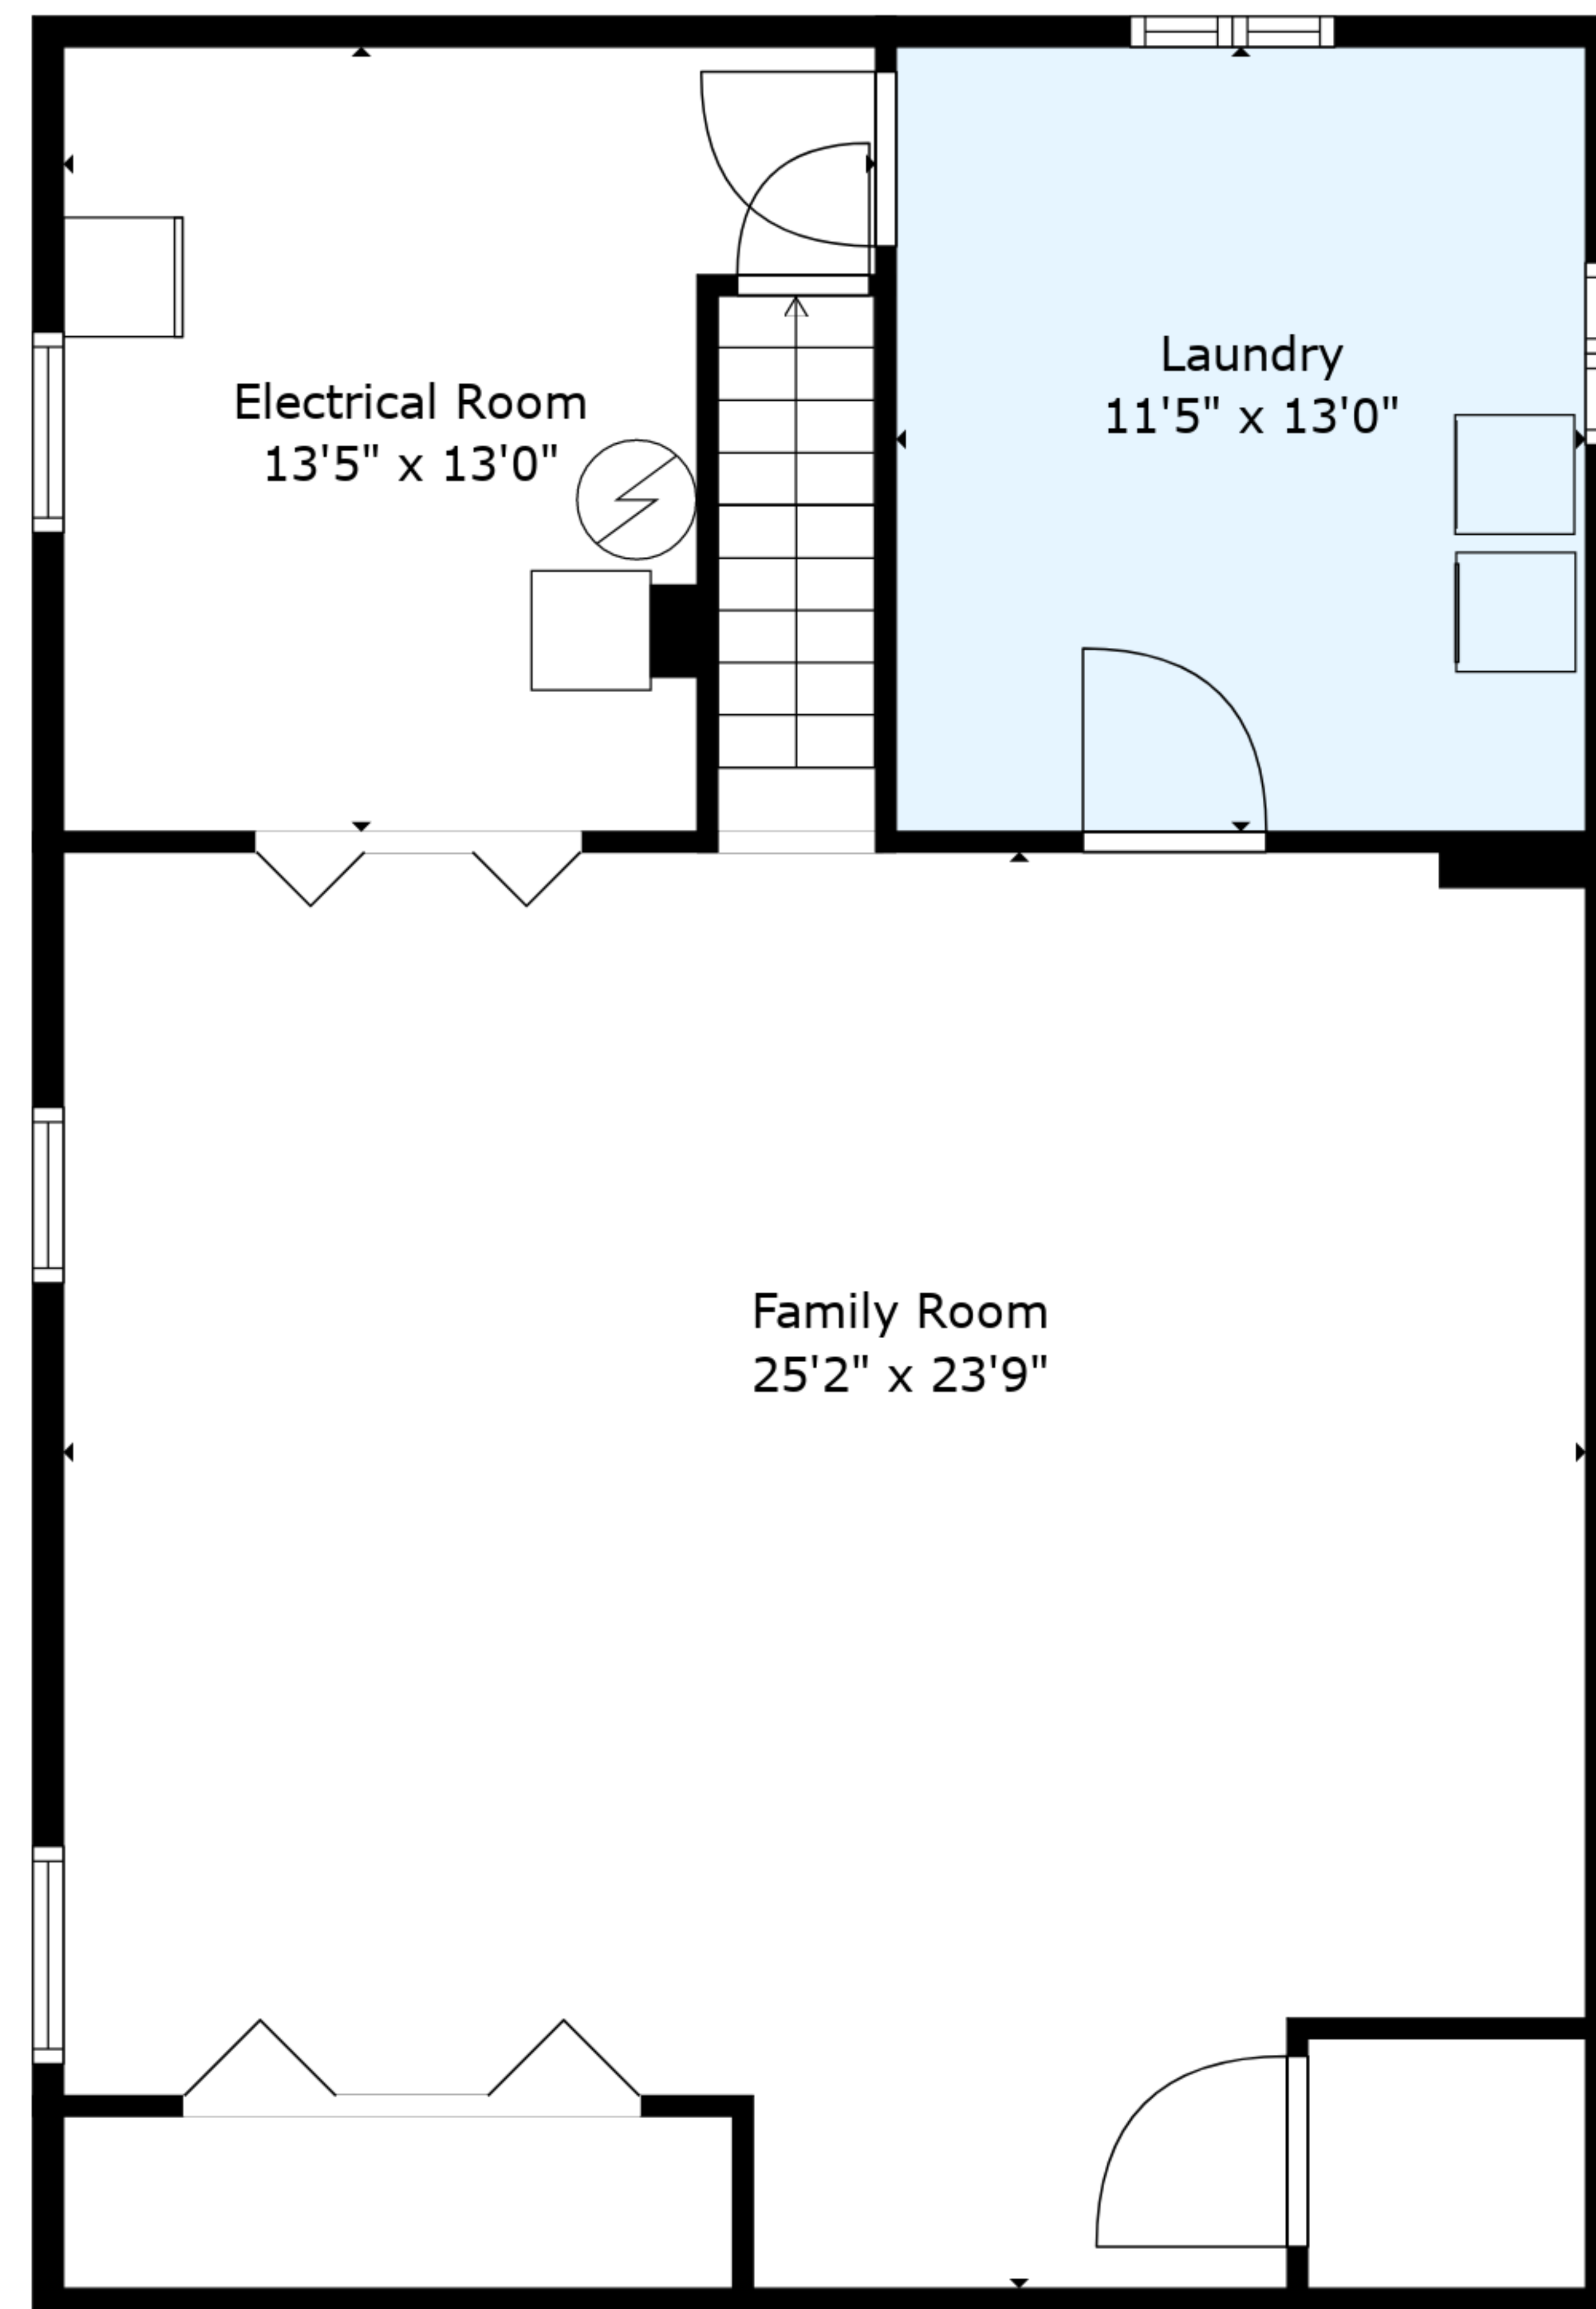 Electrical Room
13'5" x 13'0"
Laundry
11'5" x 13'0"
Family Room
25'2" x 23'9"